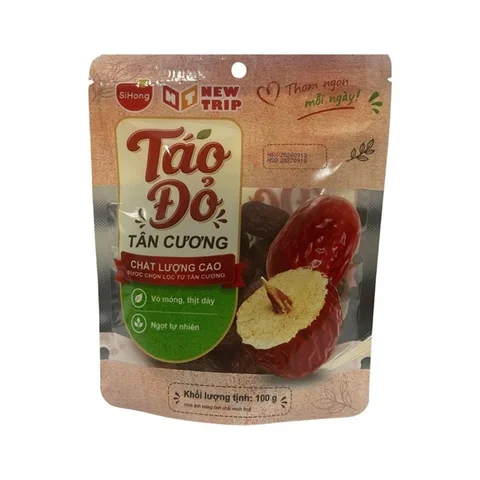 SiHong
NT NEW
TRIP
Thơm ngon
mỗi ngày!
Táo
Đỏ
TÂN CƯƠNG
CHẤT LƯỢNG CAO
ĐƯỢC CHỌN LỌC TỪ TÂN CƯƠNG
Vỏ mỏng, thịt dày
Ngọt tự nhiên
Khối lượng tịnh: 100 g